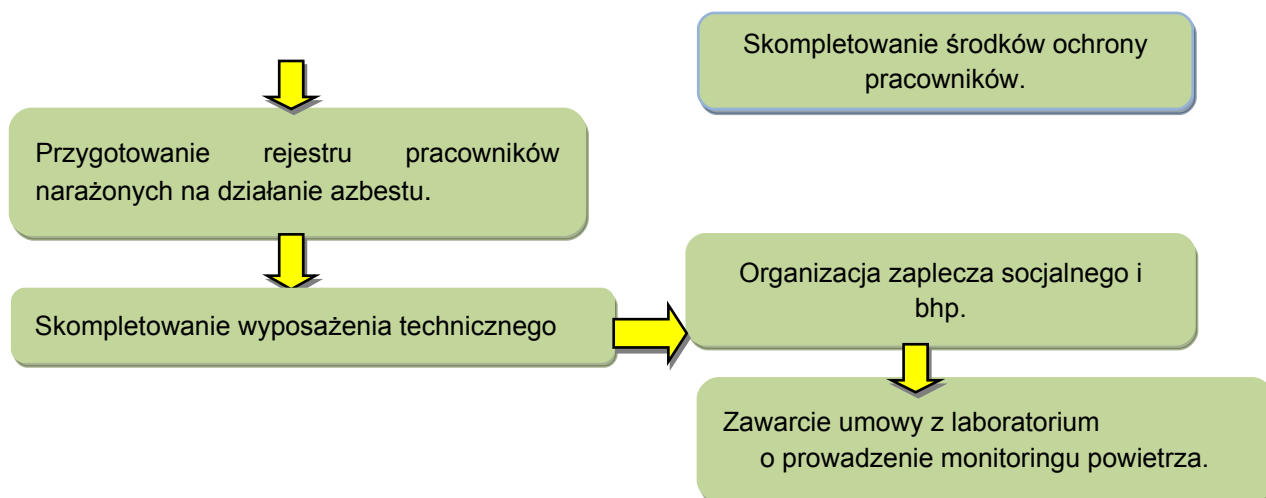 Skompletowanie środków ochrony
pracowników.
Przygotowanie rejestru pracowników
narażonych na działanie azbestu.
Skompletowanie wyposażenia technicznego
Organizacja zaplecza socjalnego i
bhp.
Zawarcie umowy z laboratorium
o prowadzenie monitoringu powietrza.